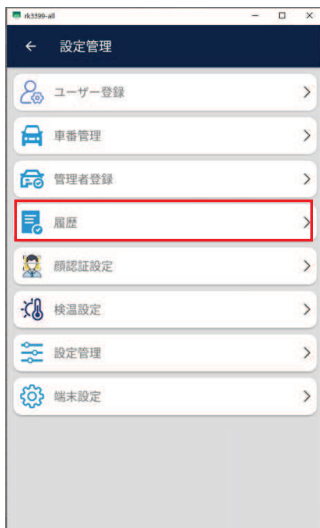 rk3399-all
設定管理
ユーザー登録
車番管理
管理者登録
履歴
顔認証設定
検温設定
設定管理
端末設定